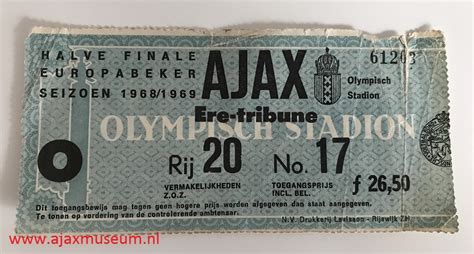 HALVE FINALE
EUROPABEKER
SEIZOEN 1968/1969
AJAX
Ere-tribune
61203
Olympisch
Stadion
OLYMPISCH STADION
O
Rij 20 No. 17
VERMAKELIJKHEDEN
Z.O.Z.
TOEGANGSPRIJS
INCL. BEL.
ƒ 26,50
Dit toegangsbewijs mag tegen geen hogere prijs worden afgegeven dan staat aangegeven.
Te tonen op vordering van de controlerende ambtenaar.
N.V. Drukkerij Lavissen - Rijswijk ZH
www.ajaxmuseum.nl